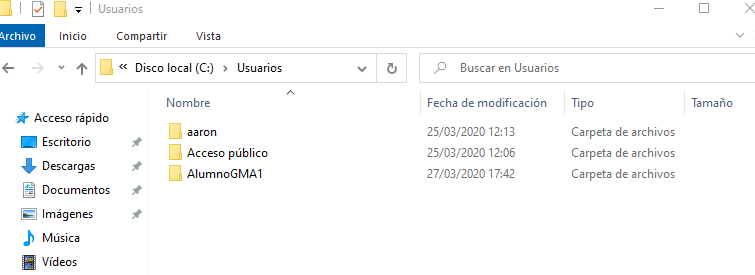 Usuarios
Archivo Inicio Compartir Vista
Disco local (C:) Usuarios Buscar en Usuarios
Nombre Fecha de modificación Tipo Tamaño
Acceso rápido
Escritorio
Descargas
Documentos
Imágenes
Música
Vídeos
aaron 25/03/2020 12:13 Carpeta de archivos
Acceso público 25/03/2020 12:06 Carpeta de archivos
AlumnoGMA1 27/03/2020 17:42 Carpeta de archivos